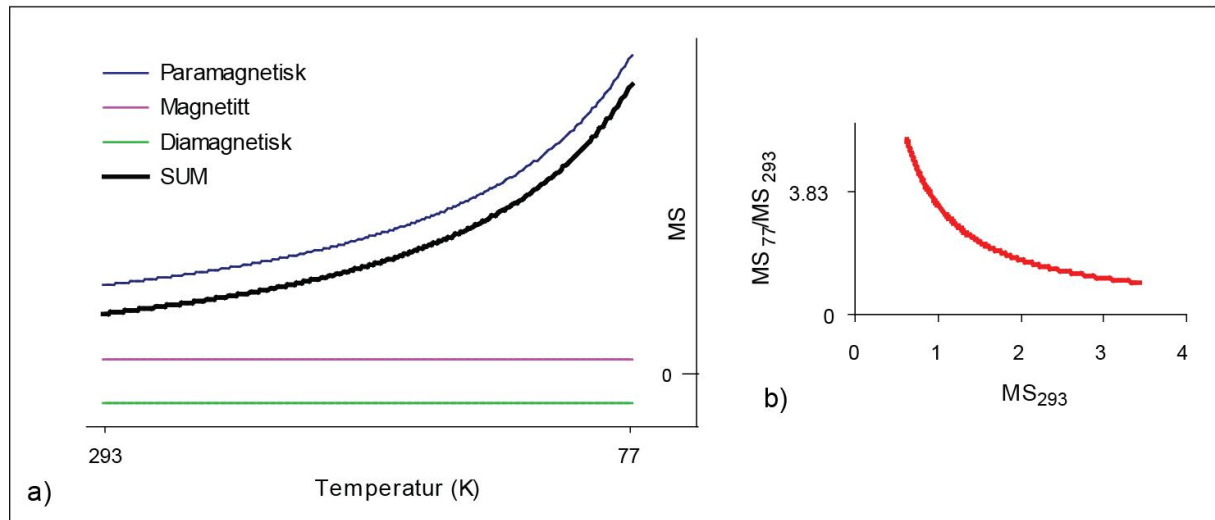 Paramagnetisk
Magnetitt
Diamagnetisk
SUM
MS
0
293
77
Temperatur (K)
a)
MS77/MS293
3.83
0
0
1
2
3
4
MS293
b)